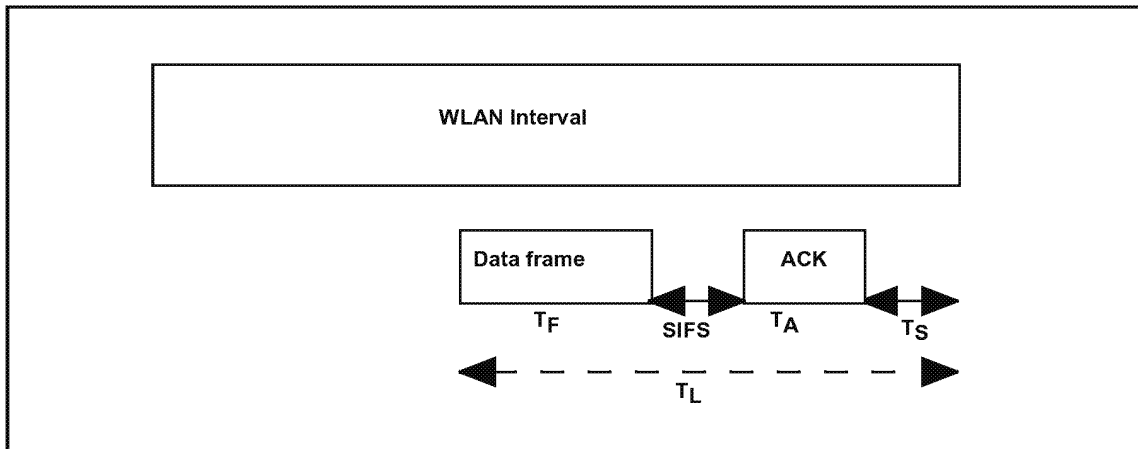 WLAN Interval
Data frame
ACK
TF
SIFS
TA
TS
TL